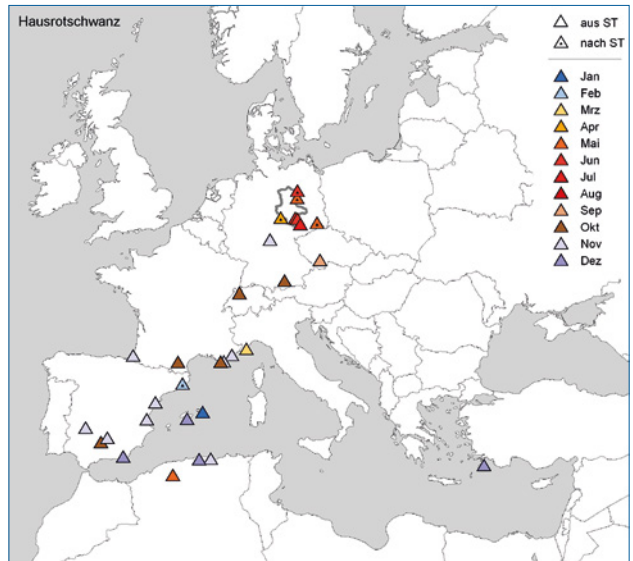 Hausrotschwanz
aus ST
nach ST
Jan
Feb
Mrz
Apr
Mai
Jun
Jul
Aug
Sep
Okt
Nov
Dez